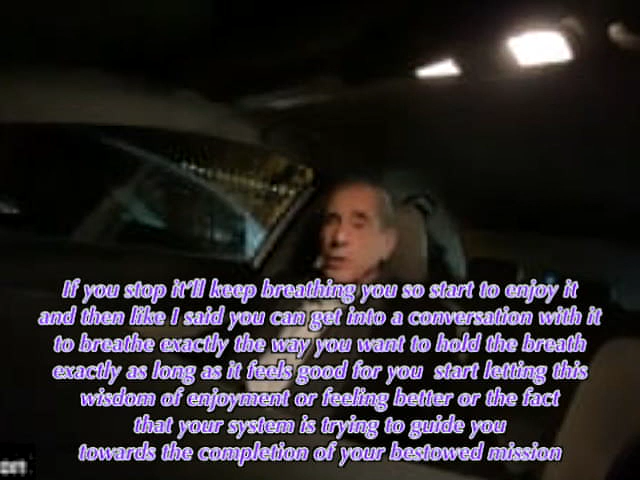 If you stop it'll keep breathing you so start to enjoy it
and then like I said you can get into a conversation with it
to breathe exactly the way you want to hold the breath
exactly as long as it feels good for you start letting this
wisdom of enjoyment or feeling better or the fact
that your system is trying to guide you
towards the completion of your bestowed mission